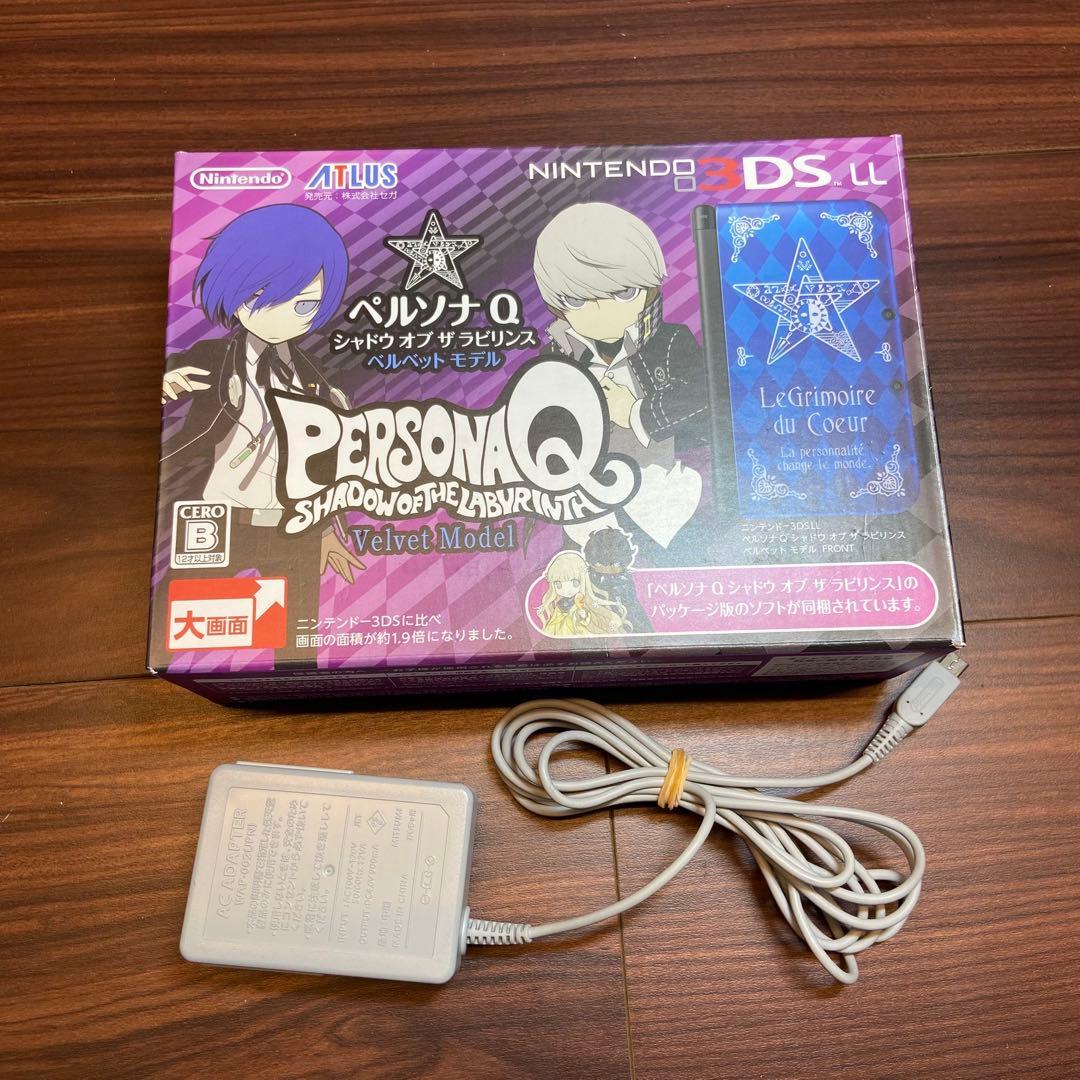 Nintendo
ATLUS
発売元：株式会社セガ
NINTENDO 3DS LL
ペルソナ Q
シャドウ オブ ザ ラビリンス
ベルベット モデル
PERSONAQ
SHADOW OF THE LABYRINTH
Velvet Model
LeGrimoire
du Coeur
La personnalité
change le monde.
ニンテンドー3DS LL
ペルソナ Q シャドウ オブ ザ ラビリンス
ベルベット モデル FRONT
CERO
B
12才以上対象
大画面
ニンテンドー3DSに比べ
画面の面積が約1.9倍になりました。
「ペルソナ Q シャドウ オブ ザ ラビリンス」の
パッケージ版のソフトが同梱されています。
AC ADAPTER
WAP-002(JPN)
MADE IN CHINA